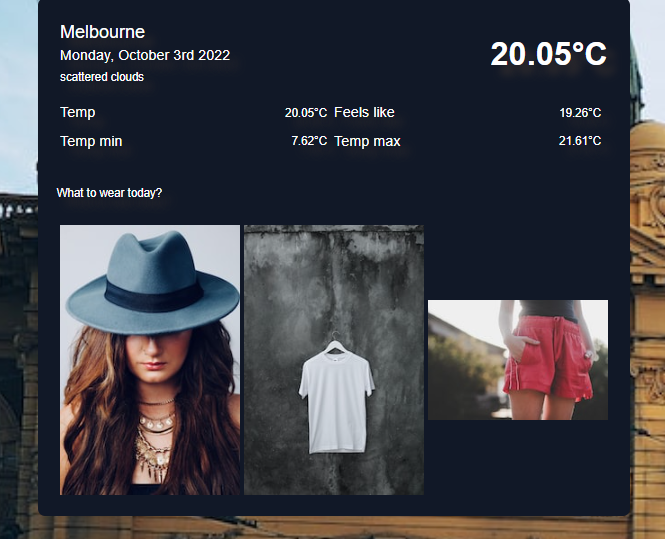 Melbourne
Monday, October 3rd 2022
20.05°C
scattered clouds
Temp 20.05°C Feels like 19.26°C
Temp min 7.62°C Temp max 21.61°C
What to wear today?